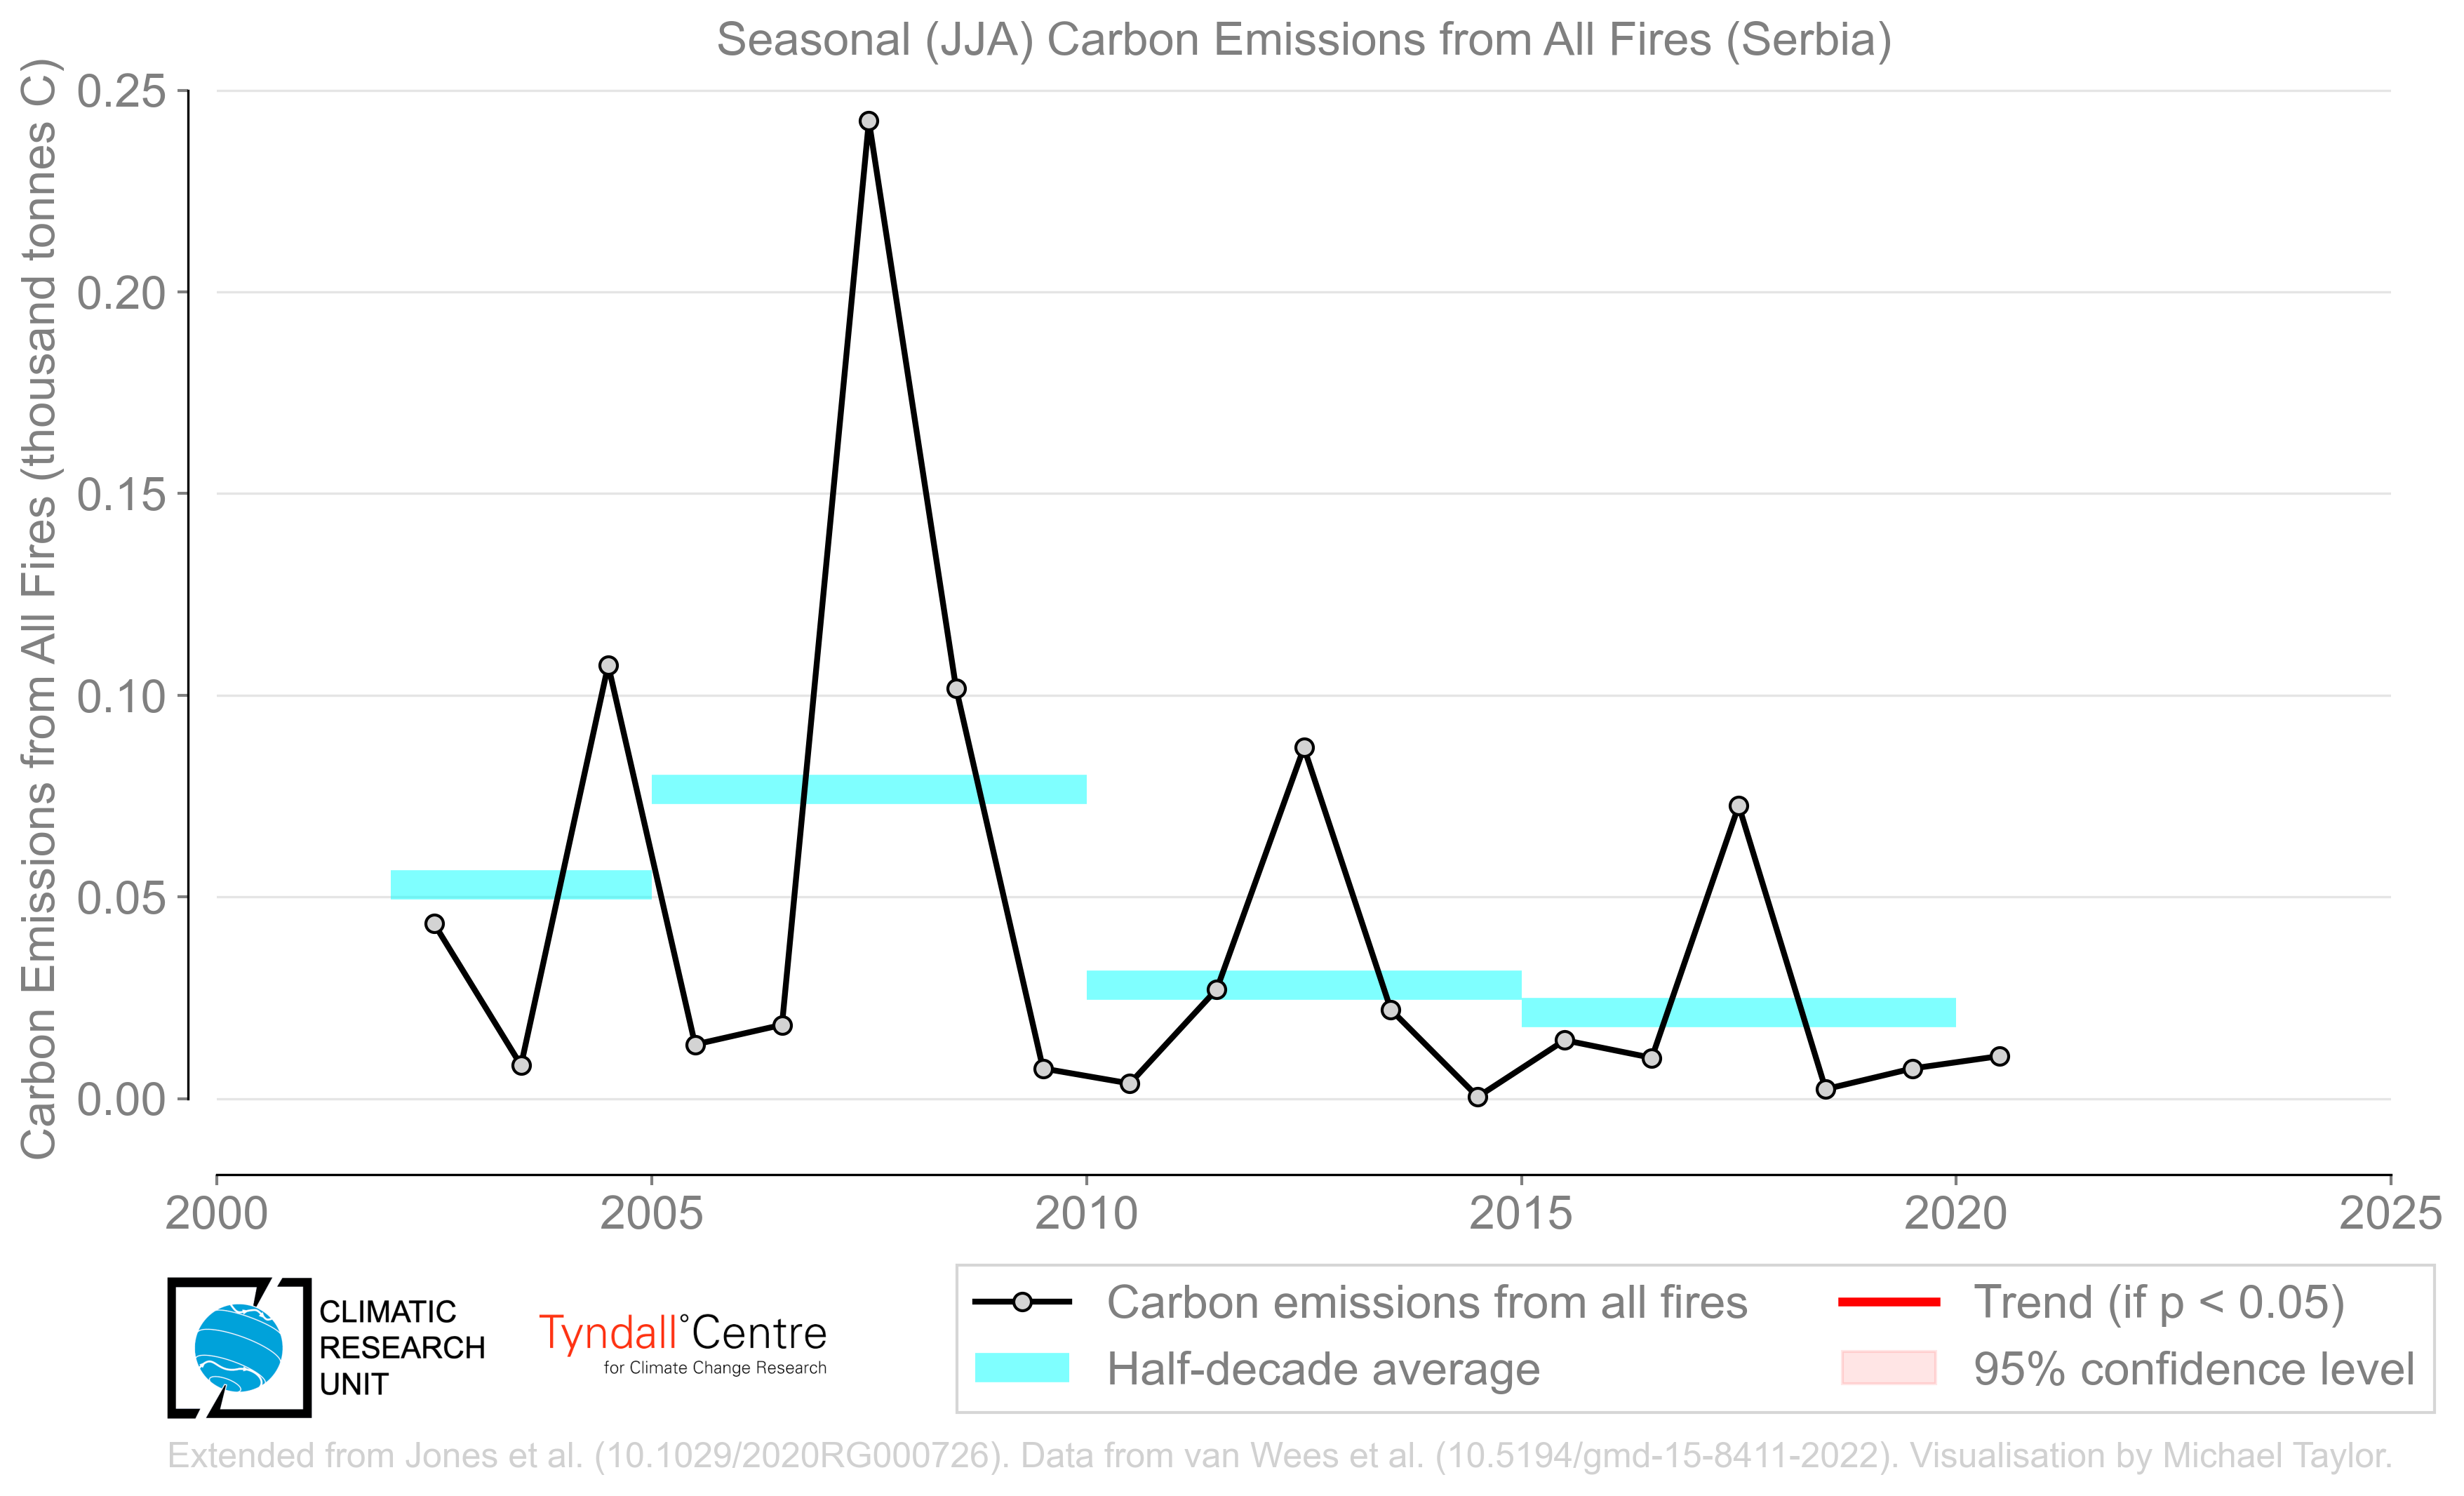 Seasonal (JJA) Carbon Emissions from All Fires (Serbia)
Carbon Emissions from All Fires (thousand tonnes C)
0.25
0.20
0.15
0.10
0.05
0.00
2000 2005 2010 2015 2020 2025
CLIMATIC
RESEARCH
UNIT
Tyndall°Centre
for Climate Change Research
Carbon emissions from all fires
Half-decade average
Trend (if p < 0.05)
95% confidence level
Extended from Jones et al. (10.1029/2020RG000726). Data from van Wees et al. (10.5194/gmd-15-8411-2022). Visualisation by Michael Taylor.